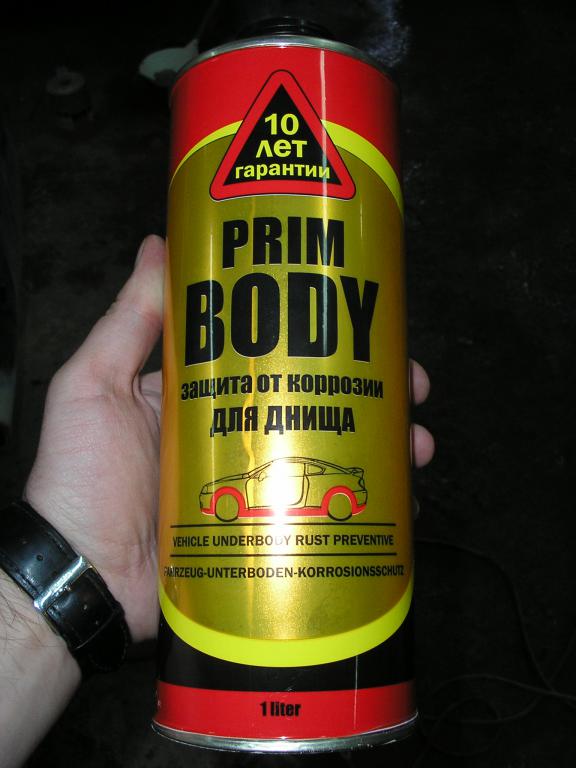 10
лет
гарантии
PRIM
BODY
защита от коррозии
для днища
VEHICLE UNDERBODY RUST PREVENTIVE
FAHRZEUG-UNTERBODEN-KORROSIONSSCHUTZ
1 liter